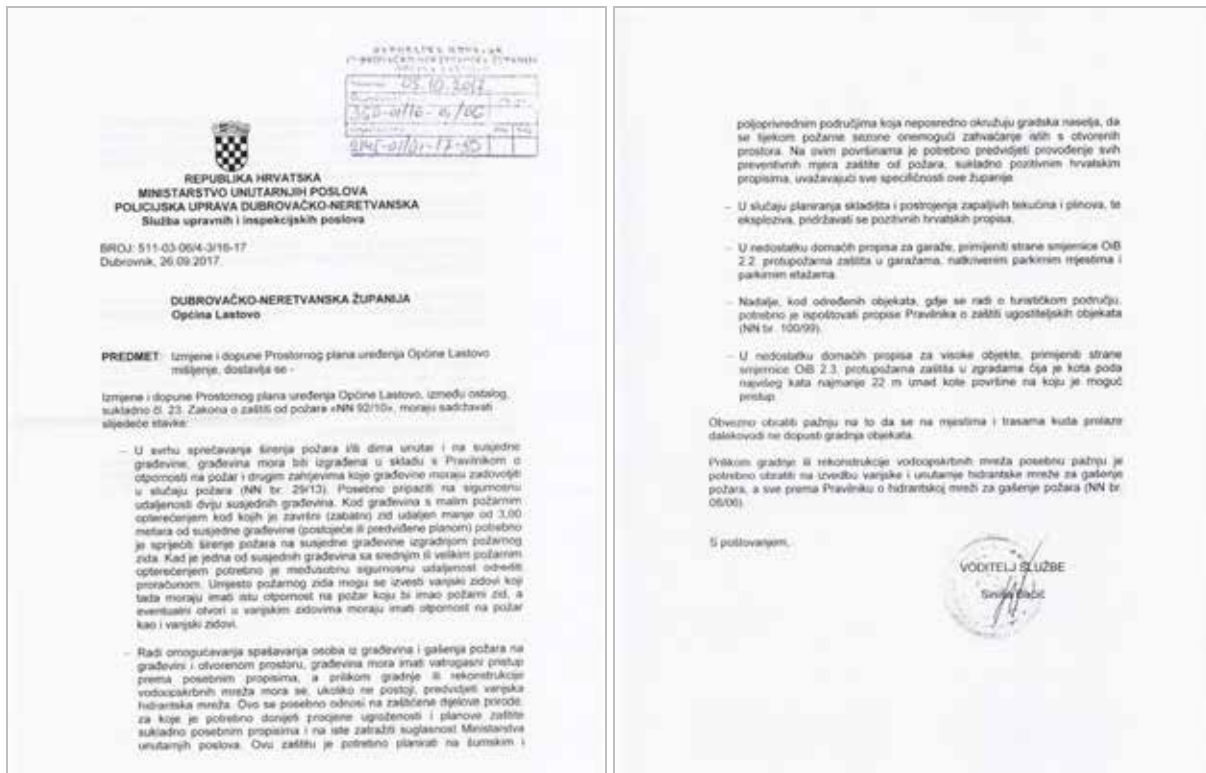 05.10.2017
REPUBLIKA HRVATSKA
MINISTARSTVO UNUTARNJIH POSLOVA
POLICIJSKA UPRAVA DUBROVAČKO-NERETVANSKA
Služba upravnih i inspekcijskih poslova
BROJ: 511-03-06/4-3/16-17
Dubrovnik, 26.09.2017.
DUBROVAČKO-NERETVANSKA ŽUPANIJA
Općina Lastovo
PREDMET: Izmjene i dopune Prostornog plana uređenja Općine Lastovo
mišljenje, dostavlja se -
Izmjene i dopune Prostornog plana uređenja Općine Lastovo, između ostalog,
sukladno čl. 23. Zakona o zaštiti od požara «NN 92/10», moraju sadržavati
slijedeće stavke:
– U svrhu sprečavanja širenja požara i/ili dima unutar i na susjedne
građevine, građevina mora biti izgrađena u skladu s Pravilnikom o
otpornosti na požar i drugim zahtjevima koje građevine moraju zadovoljiti
u slučaju požara (NN br. 29/13). Posebno pripaziti na sigurnosnu
udaljenost dviju susjednih građevina. Kod građevina s malim požarnim
opterećenjem kod kojih je završni (zabatni) zid udaljen manje od 3,00
metara od susjedne građevine (postojeće ili predviđene planom) potrebno
je spriječiti širenje požara na susjedne građevine izgradnjom požarnog
zida. Kad je jedna od susjednih građevina sa srednjim ili velikim požarnim
opterećenjem potrebno je međusobnu sigurnosnu udaljenost odrediti
proračunom. Umjesto požarnog zida mogu se izvesti vanjski zidovi koji
tada moraju imati istu otpornost na požar koju bi imao požarni zid, a
eventualni otvori u vanjskim zidovima moraju imati otpornost na požar
kao i vanjski zidovi.
– Radi omogućavanja spašavanja osoba iz građevina i gašenja požara na
građevini i otvorenom prostoru, građevina mora imati vatrogasni pristup
prema posebnim propisima, a prilikom gradnje ili rekonstrukcije
vodoopskrbnih mreža mora se, ukoliko ne postoji, predvidjeti vanjska
hidrantska mreža. Ovo se posebno odnosi na zaštićene dijelove prirode,
za koje je potrebno donijeti procjene ugroženosti i planove zaštite
sukladno posebnim propisima i na iste zatražiti suglasnost Ministarstva
unutarnjih poslova. Ovu zaštitu je potrebno planirati na šumskim i
poljoprivrednim područjima koja neposredno okružuju gradska naselja, da
se tijekom požarne sezone onemogući zahvaćanje istih s otvorenih
prostora. Na ovim površinama je potrebno predvidjeti provođenje svih
preventivnih mjera zaštite od požara, sukladno pozitivnim hrvatskim
propisima, uvažavajući sve specifičnosti ove županije.
– U slučaju planiranja skladišta i postrojenja zapaljivih tekućina i plinova, te
eksploziva, pridržavati se pozitivnih hrvatskih propisa.
– U nedostatku domaćih propisa za garaže, primijeniti strane smjernice OiB
2.2. protupožarna zaštita u garažama, natkrivenim parkirnim mjestima i
parkirnim etažama.
– Nadalje, kod određenih objekata, gdje se radi o turističkom području,
potrebno je ispoštovati propise Pravilnika o zaštiti ugostiteljskih objekata
(NN br. 100/99).
– U nedostatku domaćih propisa za visoke objekte, primijeniti strane
smjernice OiB 2.3. protupožarna zaštita u zgradama čija je kota poda
najvišeg kata najmanje 22 m iznad kote površine na koju je moguć
pristup.
Obvezno obratiti pažnju na to da se na mjestima i trasama kuda prolaze
dalekovodi ne dopusti gradnja objekata.
Prilikom gradnje ili rekonstrukcije vodoopskrbnih mreža posebnu pažnju je
potrebno obratiti na izvedbu vanjske i unutarnje hidrantske mreže za gašenje
požara, a sve prema Pravilniku o hidrantskoj mreži za gašenje požara (NN br.
08/06).
S poštovanjem,
VODITELJ SLUŽBE
Siniša